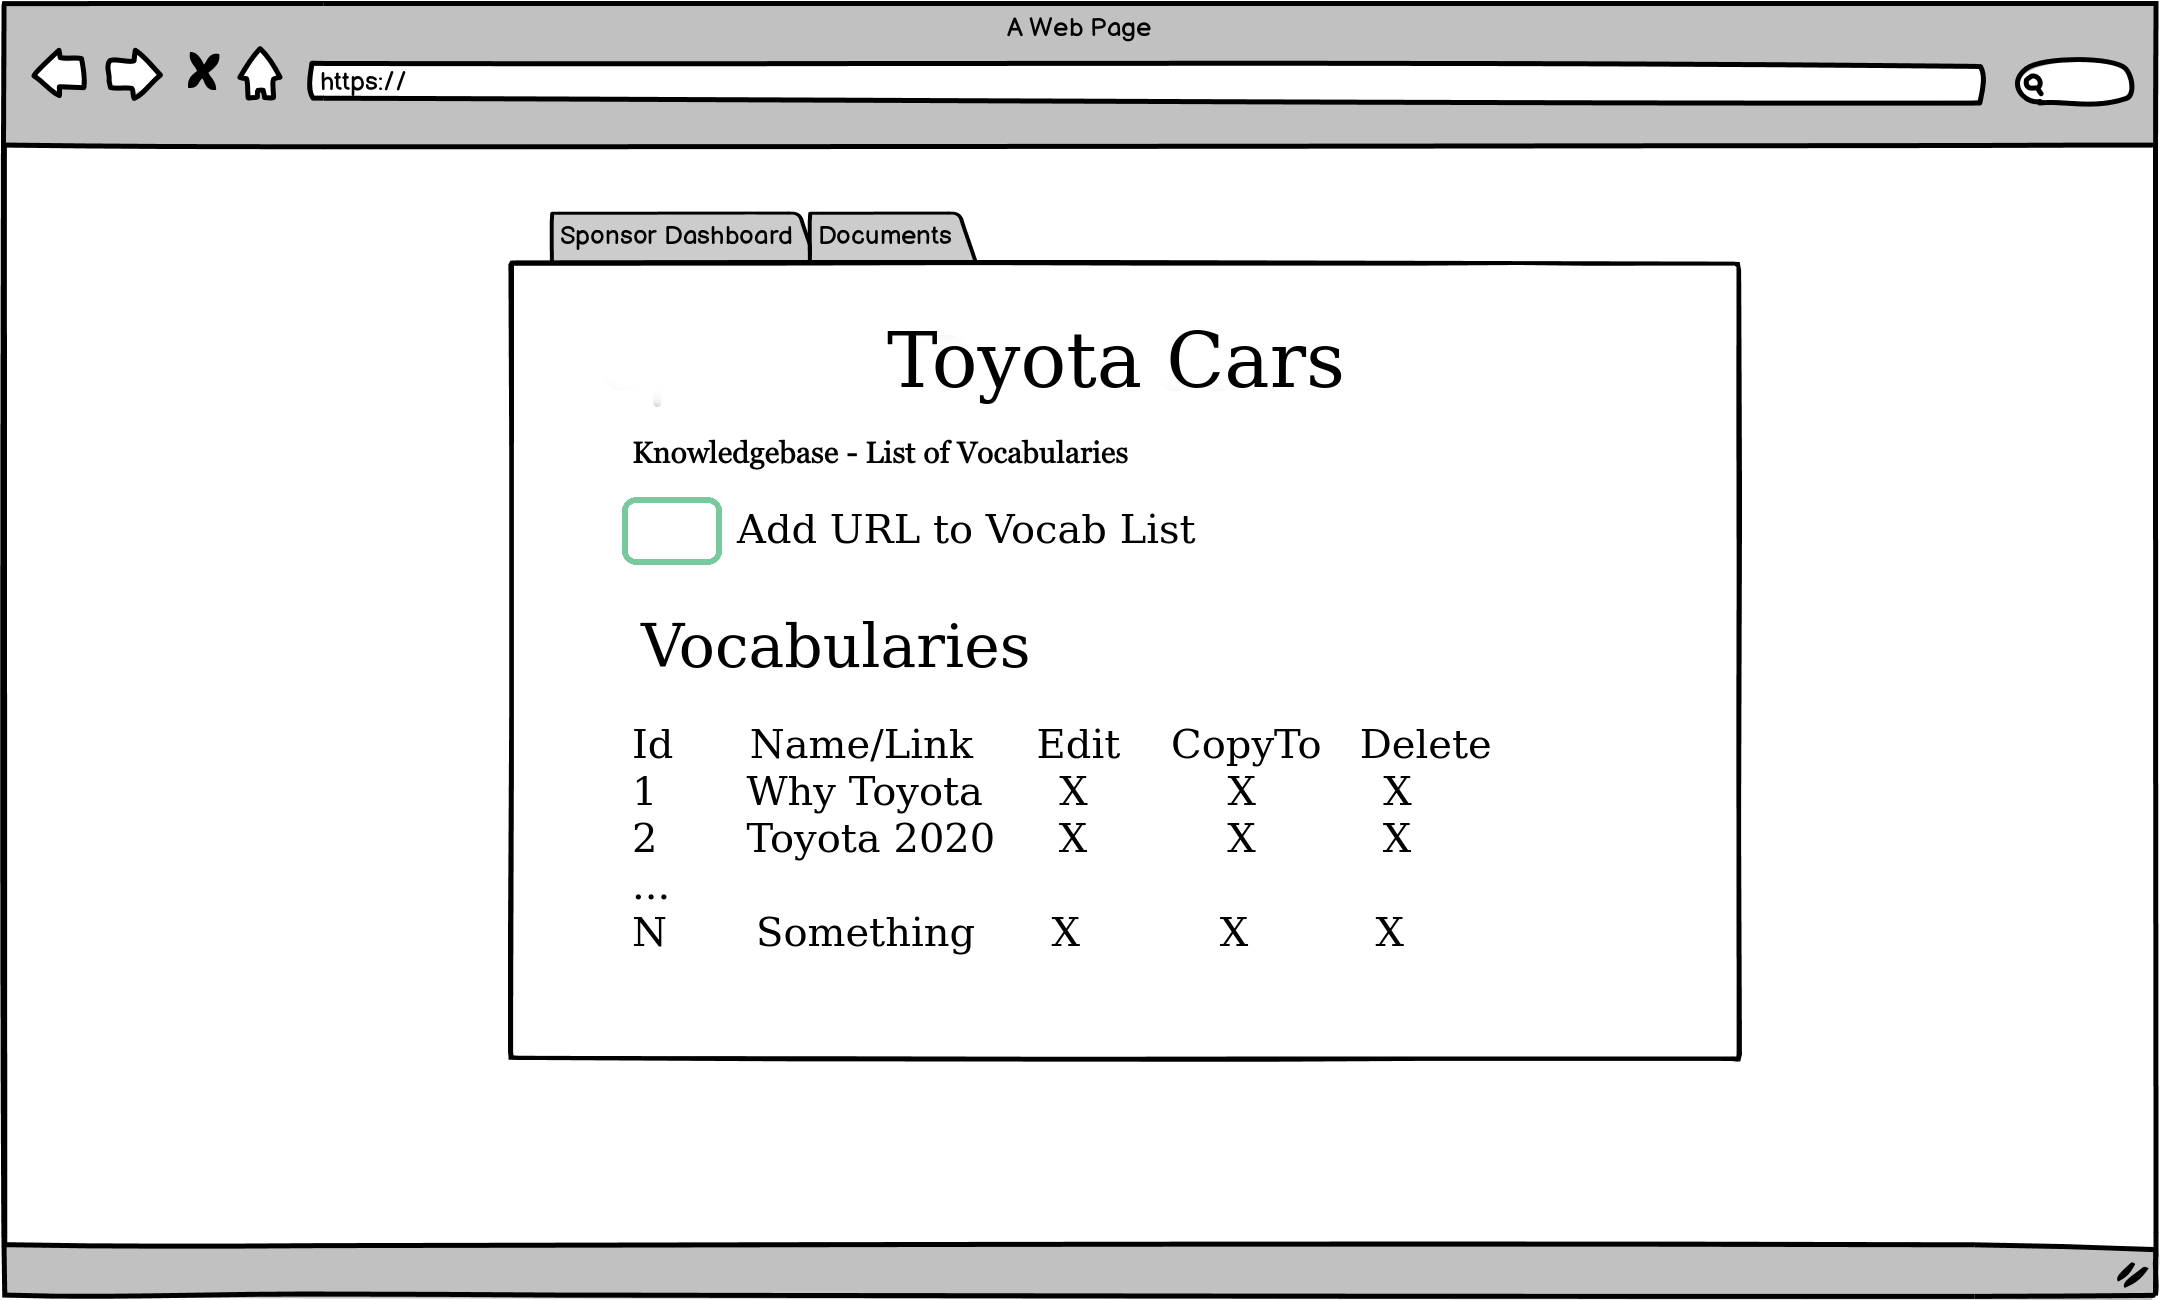 A Web Page
https://
Sponsor Dashboard Documents
Toyota Cars
Knowledgebase - List of Vocabularies
Add URL to Vocab List
Vocabularies
Id Name/Link Edit CopyTo Delete
1 Why Toyota X X X
2 Toyota 2020 X X X
...
N Something X X X